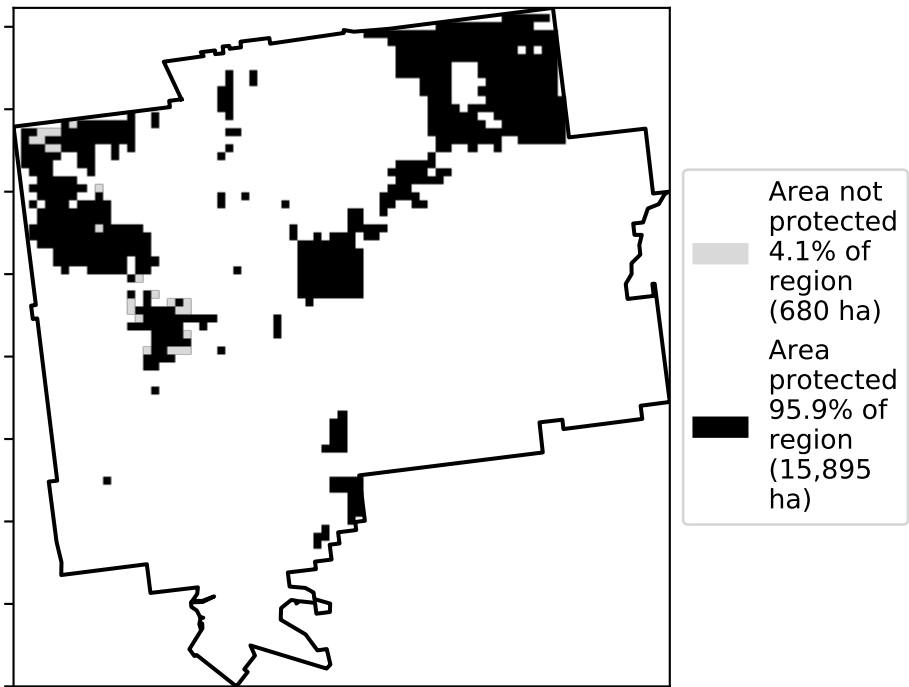 Area not
protected
4.1% of
region
(680 ha)
Area
protected
95.9% of
region
(15,895
ha)